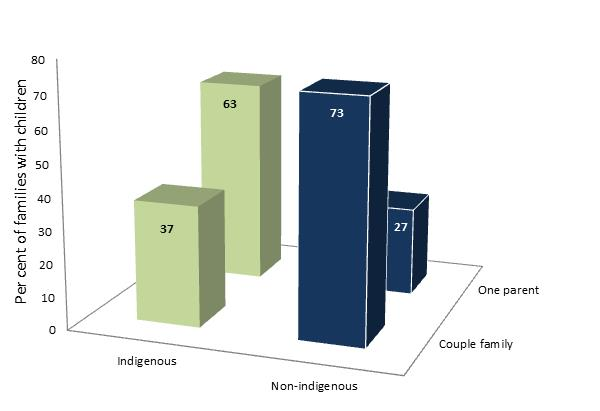 80
70
60
50
40
30
20
10
0
Per cent of families with children
63
73
37
27
One parent
Couple family
Indigenous
Non-indigenous